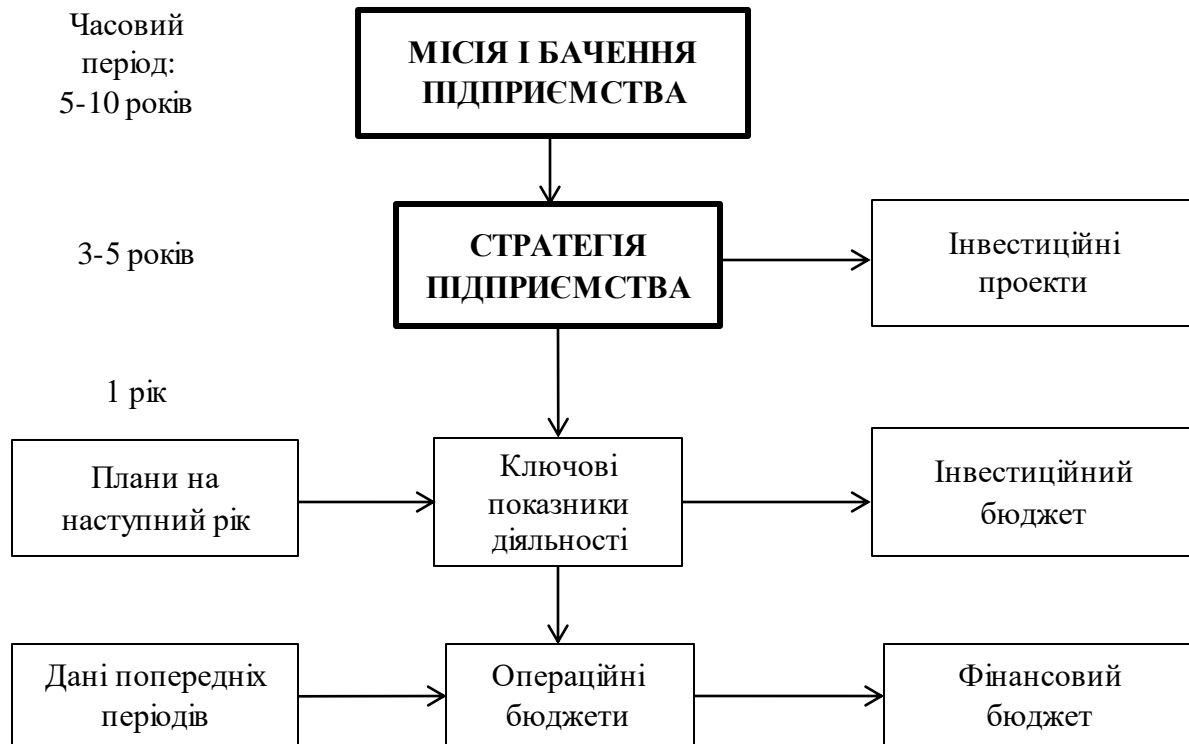 Часовий
період:
5-10 років
МІСІЯ І БАЧЕННЯ
ПІДПРИЄМСТВА
3-5 років
СТРАТЕГІЯ
ПІДПРИЄМСТВА
Інвестиційні
проекти
1 рік
Плани на
наступний рік
Ключові
показники
діяльності
Інвестиційний
бюджет
Дані попередніх
періодів
Операційні
бюджети
Фінансовий
бюджет